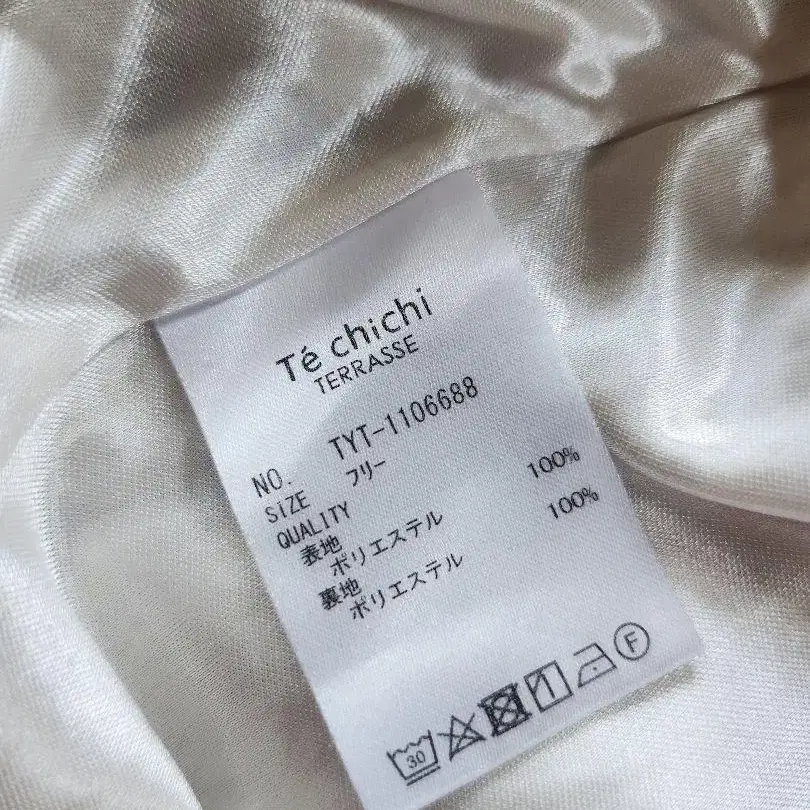 Té chichi
TERRASSE
NO. TYT-1106688
SIZE フリー
QUALITY
表地
ポリエステル 100%
裏地
ポリエステル 100%
30 F